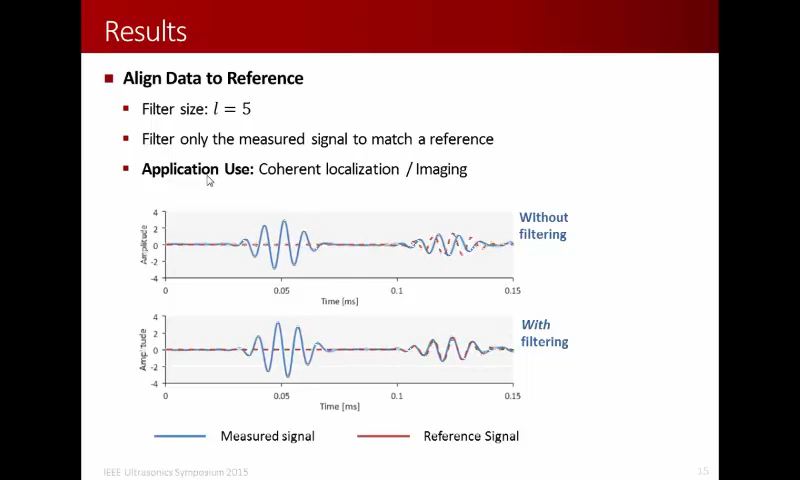 Results
Align Data to Reference
Filter size: l = 5
Filter only the measured signal to match a reference
Application Use: Coherent localization / Imaging
Without
filtering
4
2
0
-2
-4
Amplitude
0
0.05
0.1
0.15
Time [ms]
With
filtering
4
2
0
-2
-4
Amplitude
0
0.05
0.1
0.15
Time [ms]
Measured signal
Reference Signal
IEEE Ultrasonics Symposium 2015
15